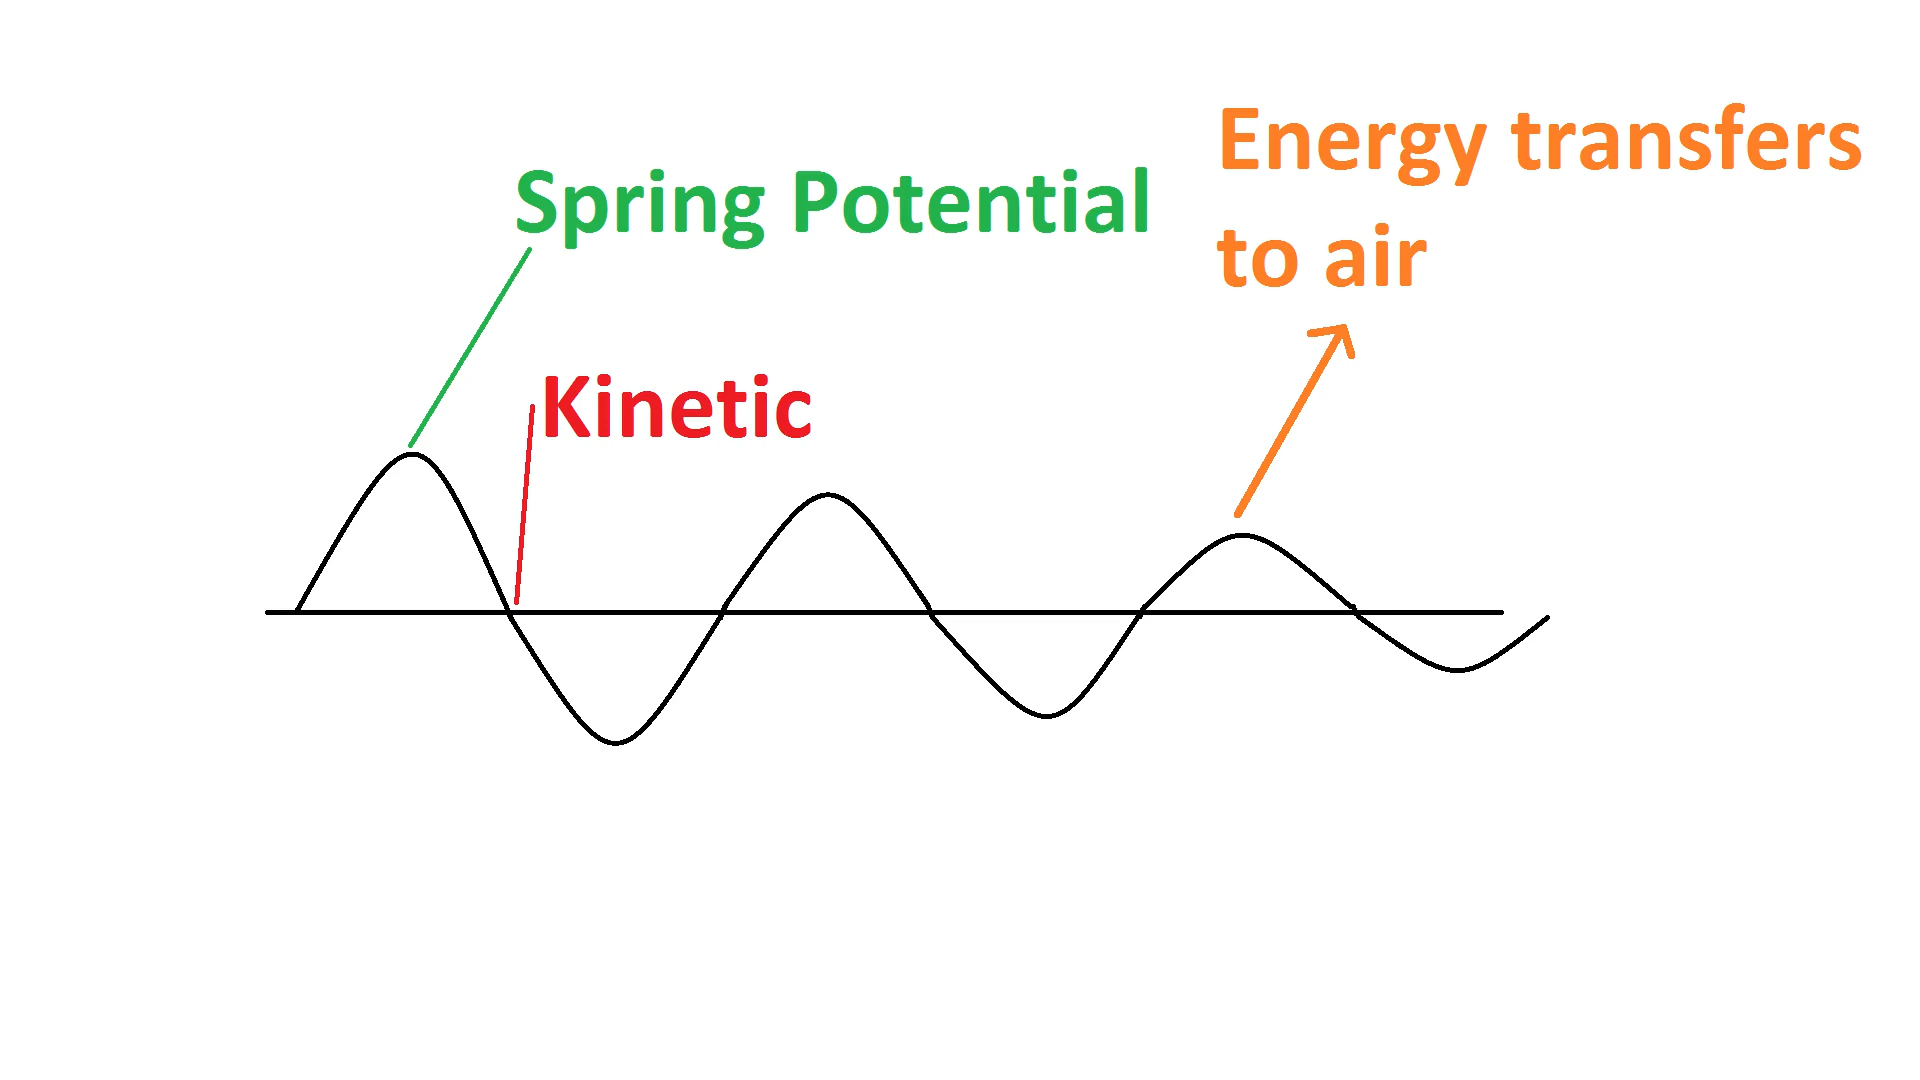 Energy transfers
to air
Spring Potential
Kinetic